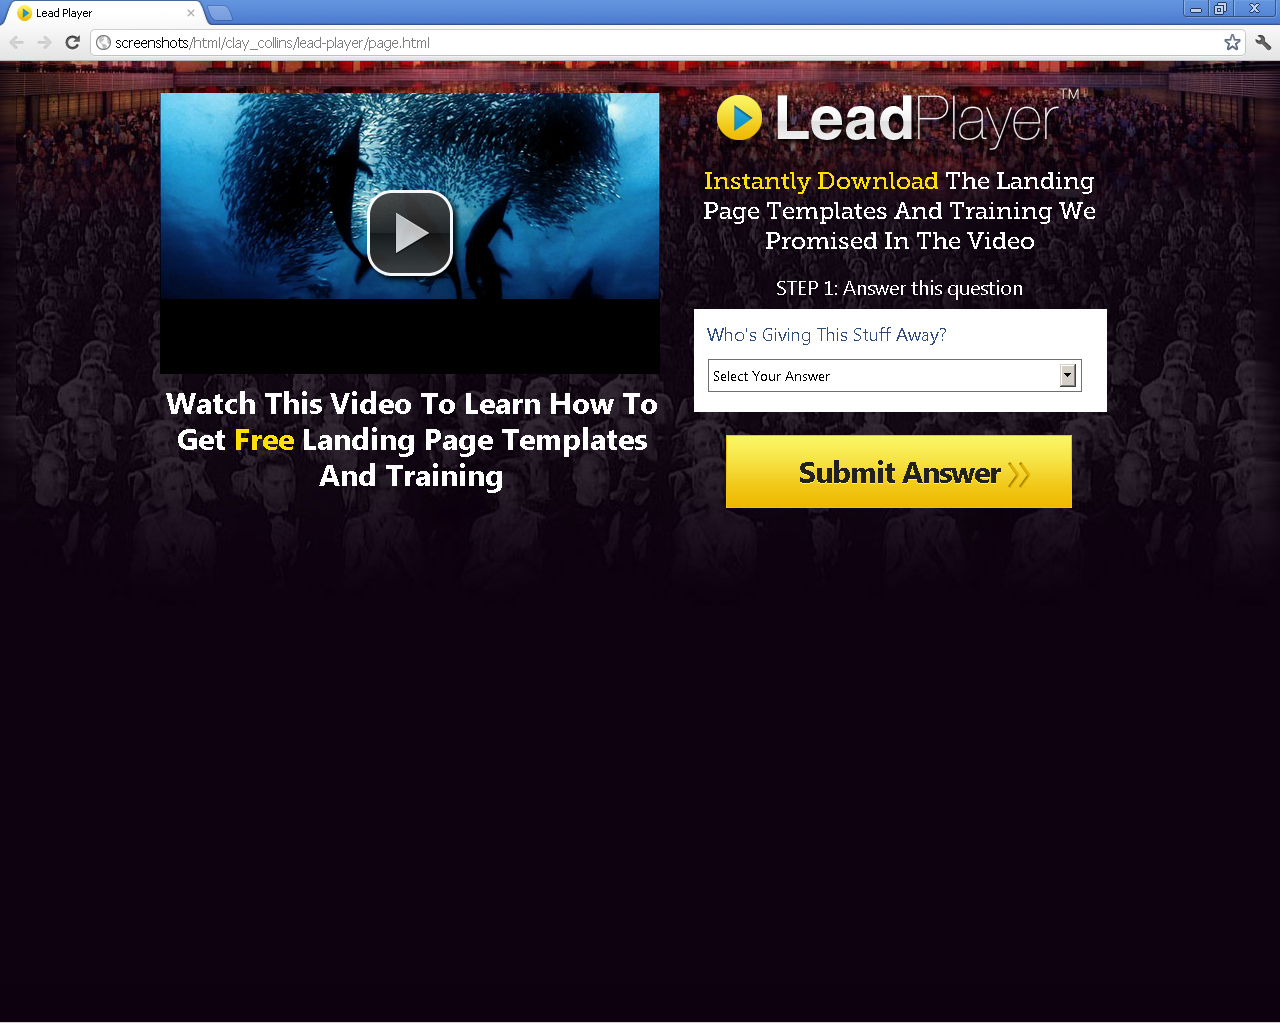 Lead Player
screenshots/html/clay_collins/lead-player/page.html
LeadPlayer™
Instantly Download The Landing
Page Templates And Training We
Promised In The Video
STEP 1: Answer this question
Who's Giving This Stuff Away?
Select Your Answer
Submit Answer »
Watch This Video To Learn How To
Get Free Landing Page Templates
And Training